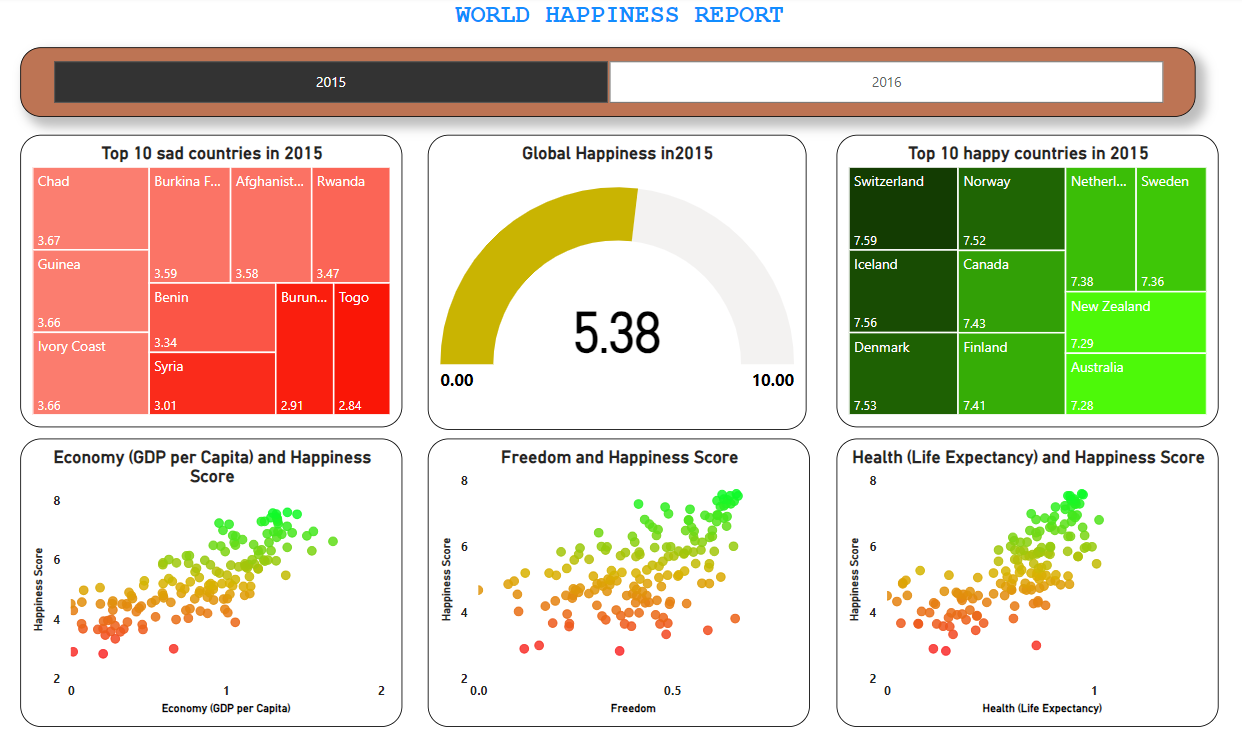 WORLD HAPPINESS REPORT
2015
2016
Top 10 sad countries in 2015
Chad
3.67
Guinea
3.66
Ivory Coast
3.66
Burkina F...
3.59
Afghanist...
3.58
Rwanda
3.47
Benin
3.34
Syria
3.01
Burun...
2.91
Togo
2.84
Global Happiness in2015
5.38
0.00
10.00
Top 10 happy countries in 2015
Switzerland
7.59
Iceland
7.56
Denmark
7.53
Norway
7.52
Canada
7.43
Finland
7.41
Netherl...
7.38
Sweden
7.36
New Zealand
7.29
Australia
7.28
Economy (GDP per Capita) and Happiness
Score
Happiness Score
8
6
4
2
0
1
2
Economy (GDP per Capita)
Freedom and Happiness Score
Happiness Score
8
6
4
2
0.0
0.5
Freedom
Health (Life Expectancy) and Happiness Score
Happiness Score
8
6
4
2
0
1
Health (Life Expectancy)